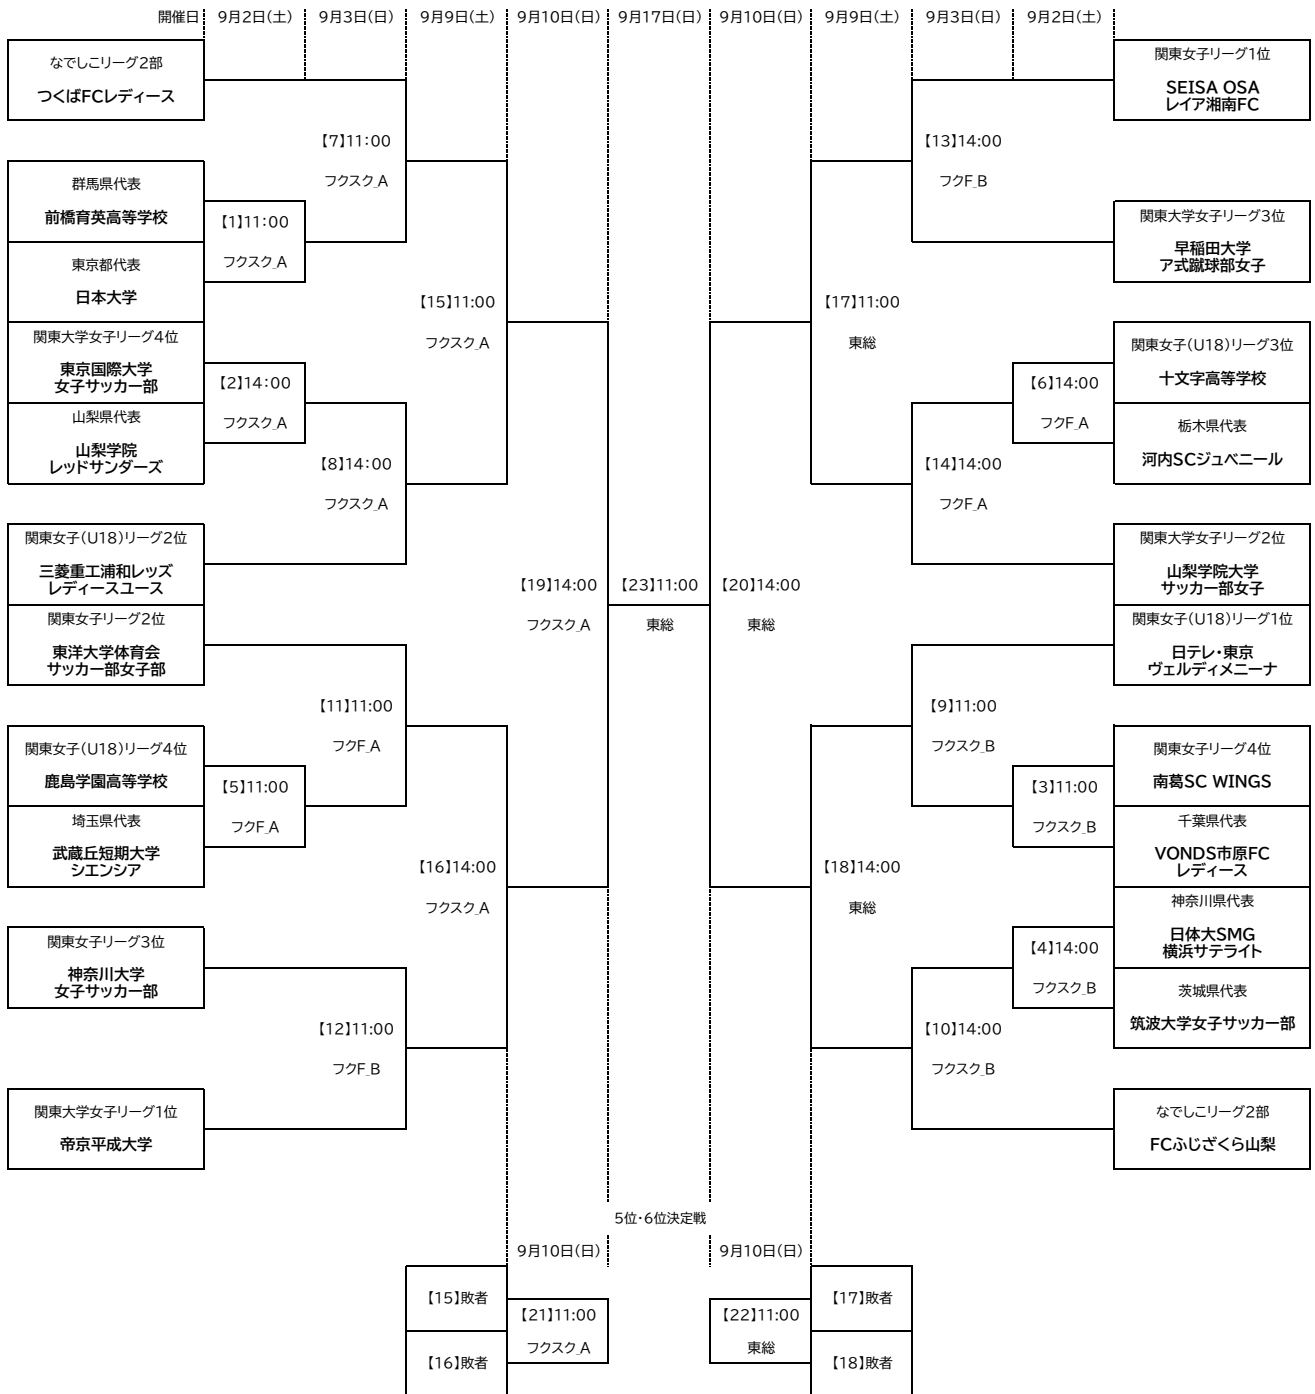 開催日 9月2日(土) 9月3日(日) 9月9日(土) 9月10日(日) 9月17日(日) 9月10日(日) 9月9日(土) 9月3日(日) 9月2日(土)
なでしこリーグ2部
つくばFCレディース
群馬県代表
前橋育英高等学校
東京都代表
日本大学
関東大学女子リーグ4位
東京国際大学
女子サッカー部
山梨県代表
山梨学院
レッドサンダーズ
関東女子(U18)リーグ2位
三菱重工浦和レッズ
レディースユース
関東女子リーグ2位
東洋大学体育会
サッカー部女子部
関東女子(U18)リーグ4位
鹿島学園高等学校
埼玉県代表
武蔵丘短期大学
シエンシア
関東女子リーグ3位
神奈川大学
女子サッカー部
関東大学女子リーグ1位
帝京平成大学
【1】11:00
フクスク_A
【2】14:00
フクスク_A
【5】11:00
フクF_A
【7】11:00
フクスク_A
【8】14:00
フクスク_A
【11】11:00
フクF_A
【12】11:00
フクF_B
【15】11:00
フクスク_A
【16】14:00
フクスク_A
【19】14:00
フクスク_A
【23】11:00
東総
【20】14:00
東総
【17】11:00
東総
【18】14:00
東総
【13】14:00
フクF_B
【14】14:00
フクF_A
【9】11:00
フクスク_B
【10】14:00
フクスク_B
【6】14:00
フクF_A
【3】11:00
フクスク_B
【4】14:00
フクスク_B
関東女子リーグ1位
SEISA OSA
レイア湘南FC
関東大学女子リーグ3位
早稲田大学
ア式蹴球部女子
関東女子(U18)リーグ3位
十文字高等学校
栃木県代表
河内SCジュベニール
関東大学女子リーグ2位
山梨学院大学
サッカー部女子
関東女子(U18)リーグ1位
日テレ・東京
ヴェルディメニーナ
関東女子リーグ4位
南葛SC WINGS
千葉県代表
VONDS市原FC
レディース
神奈川県代表
日体大SMG
横浜サテライト
茨城県代表
筑波大学女子サッカー部
なでしこリーグ2部
FCふじざくら山梨
5位・6位決定戦
9月10日(日) 9月10日(日)
【15】敗者
【16】敗者
【21】11:00
フクスク_A
【22】11:00
東総
【17】敗者
【18】敗者